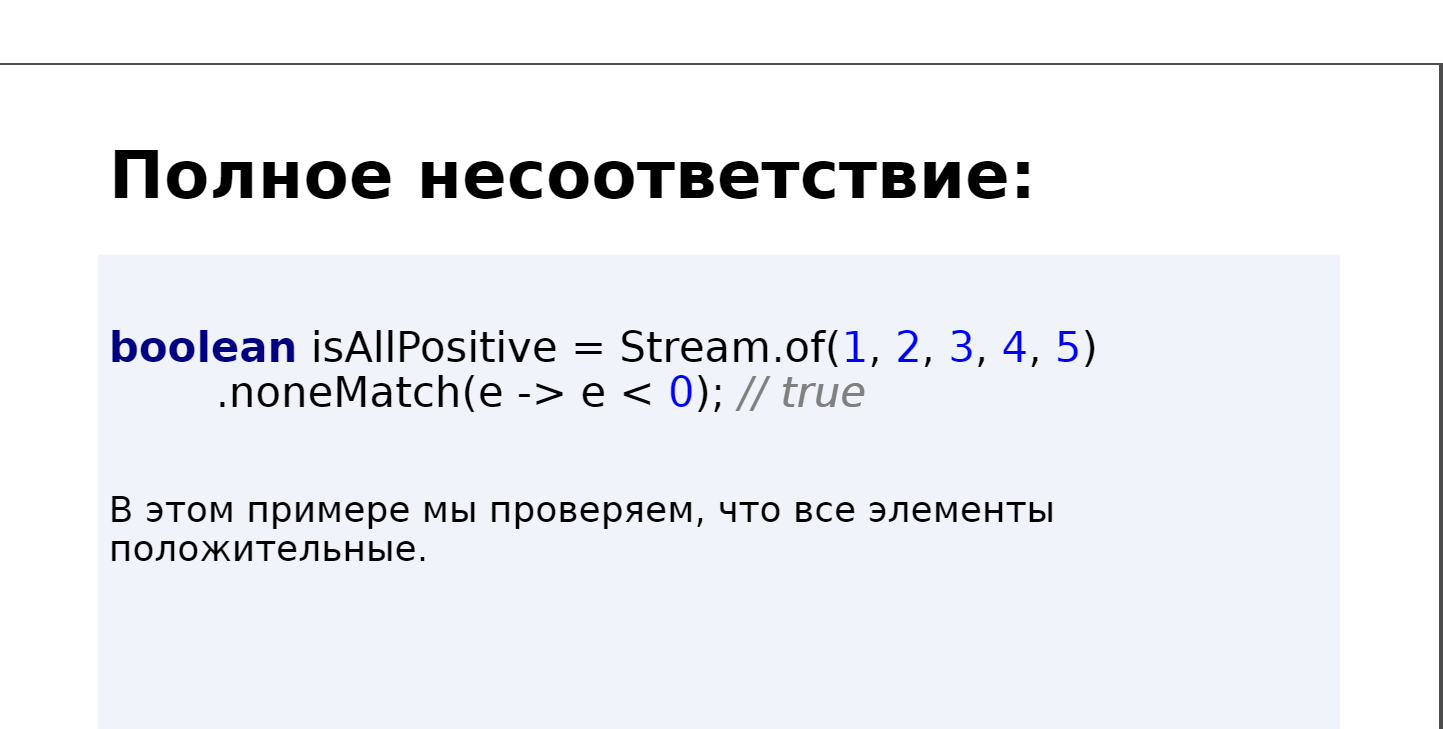 Полное несоответствие:
boolean isAllPositive = Stream.of(1, 2, 3, 4, 5)
.noneMatch(e -> e < 0); // true
В этом примере мы проверяем, что все элементы
положительные.